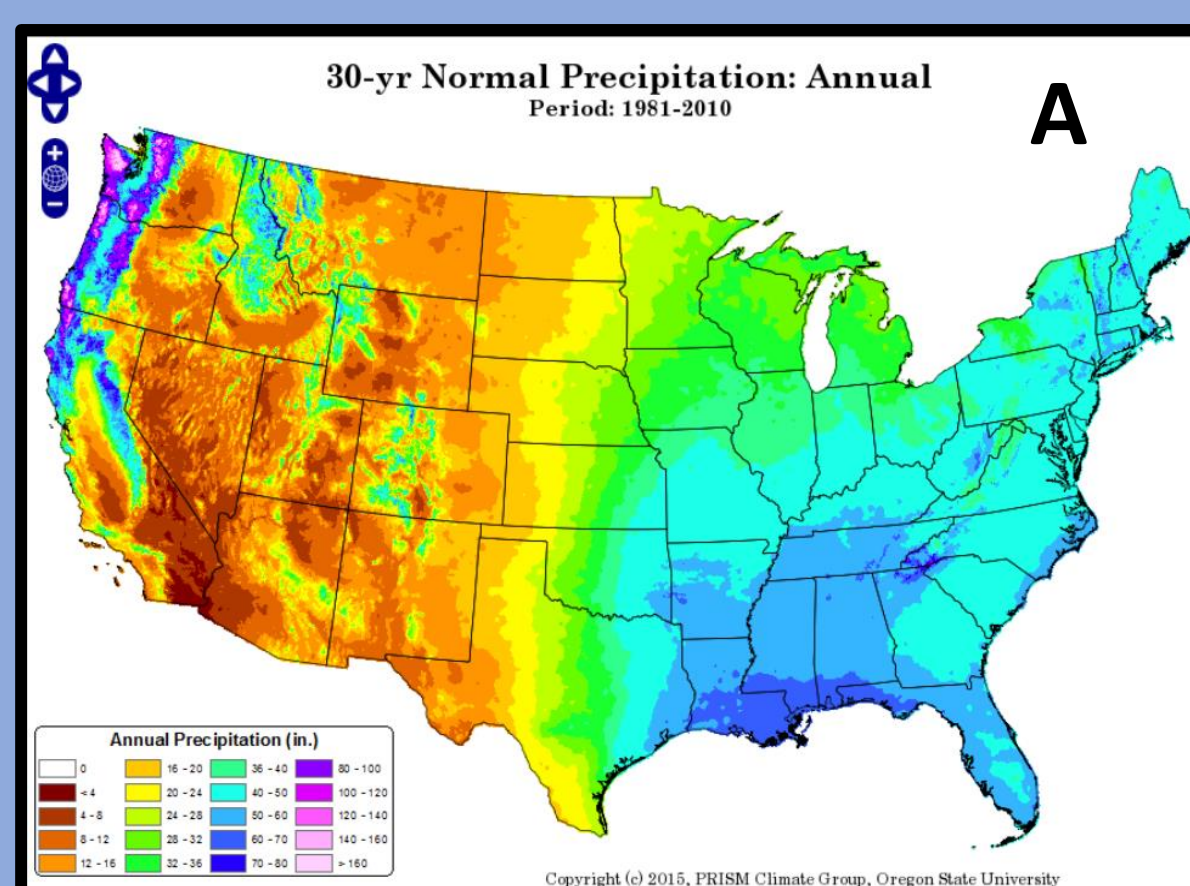 30-yr Normal Precipitation: Annual
Period: 1981-2010
A
Annual Precipitation (in.)
0
< 4
4 - 8
8 - 12
12 - 16
16 - 20
20 - 24
24 - 28
28 - 32
32 - 36
36 - 40
40 - 50
50 - 60
60 - 70
70 - 80
80 - 100
100 - 120
120 - 140
140 - 160
> 160
Copyright (c) 2015, PRISM Climate Group, Oregon State University